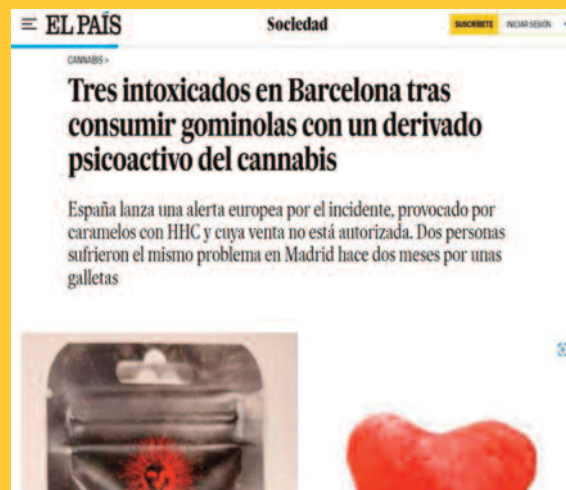 EL PAÍS
Sociedad
SUSCRÍBETE
INICIAR SESIÓN
CANNABIS >
Tres intoxicados en Barcelona tras
consumir gominolas con un derivado
psicoactivo del cannabis
España lanza una alerta europea por el incidente, provocado por
caramelos con HHC y cuya venta no está autorizada. Dos personas
sufrieron el mismo problema en Madrid hace dos meses por unas
galletas